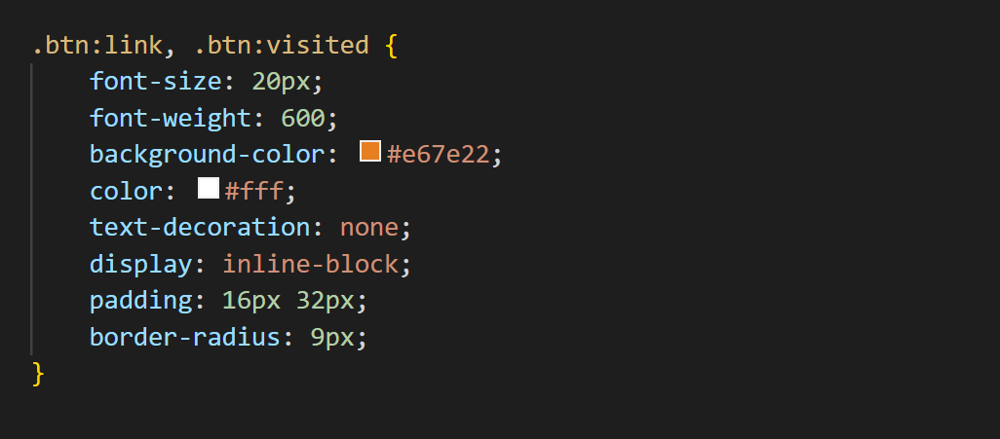 .btn:link, .btn:visited {
    font-size: 20px;
    font-weight: 600;
    background-color: #e67e22;
    color: #fff;
    text-decoration: none;
    display: inline-block;
    padding: 16px 32px;
    border-radius: 9px;
}